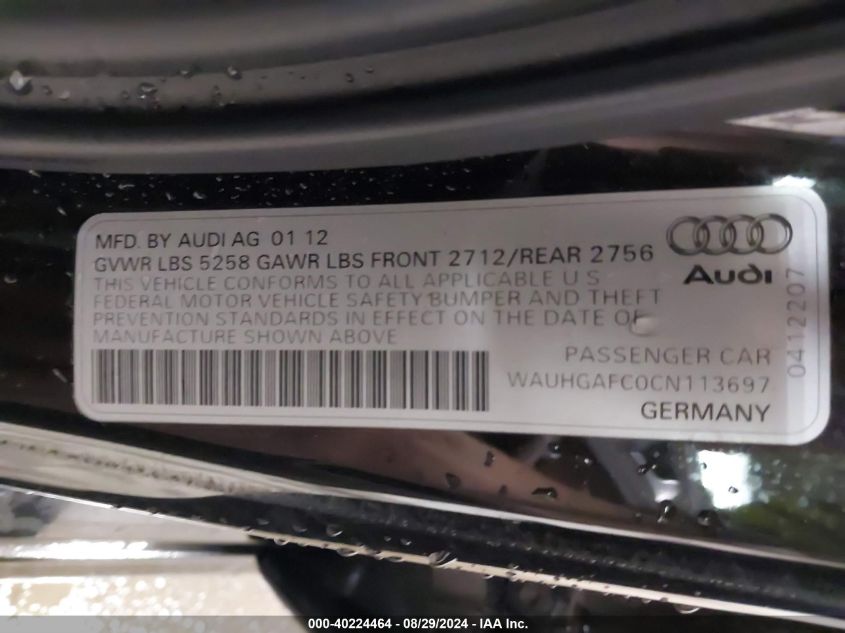 MFD. BY AUDI AG 01 12
GVWR LBS 5258 GAWR LBS FRONT 2712/REAR 2756
THIS VEHICLE CONFORMS TO ALL APPLICABLE U S
FEDERAL MOTOR VEHICLE SAFETY BUMPER AND THEFT
PREVENTION STANDARDS IN EFFECT ON THE DATE OF
MANUFACTURE SHOWN ABOVE
Audi
PASSENGER CAR
WAUHGAFC0CN113697
GERMANY
0412207
000-40224464 - 08/29/2024 - IAA Inc.